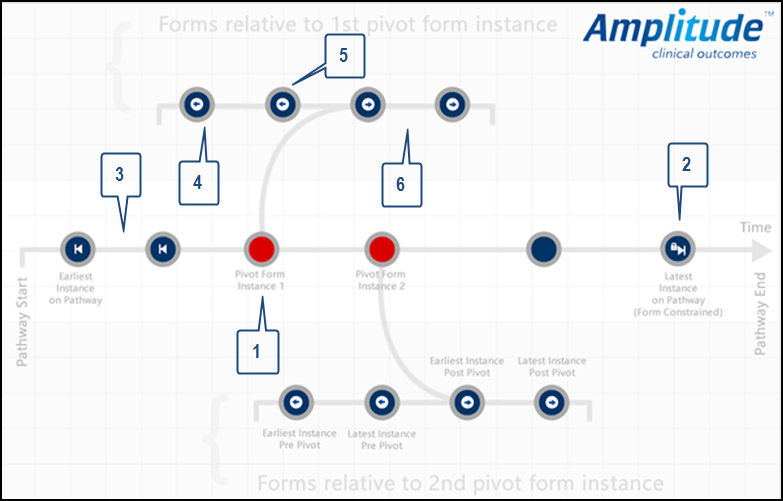 Forms relative to 1st pivot form instance
Amplitude™
clinical outcomes
5
4
6
3
2
Time
Earliest
Instance
on Pathway
Pivot Form
Instance 1
Pivot Form
Instance 2
Latest
Instance
on Pathway
(Form Constrained)
Pathway Start
Pathway End
1
Earliest Instance
Post Pivot
Latest Instance
Post Pivot
Earliest Instance
Pre Pivot
Latest Instance
Pre Pivot
Forms relative to 2nd pivot form instance